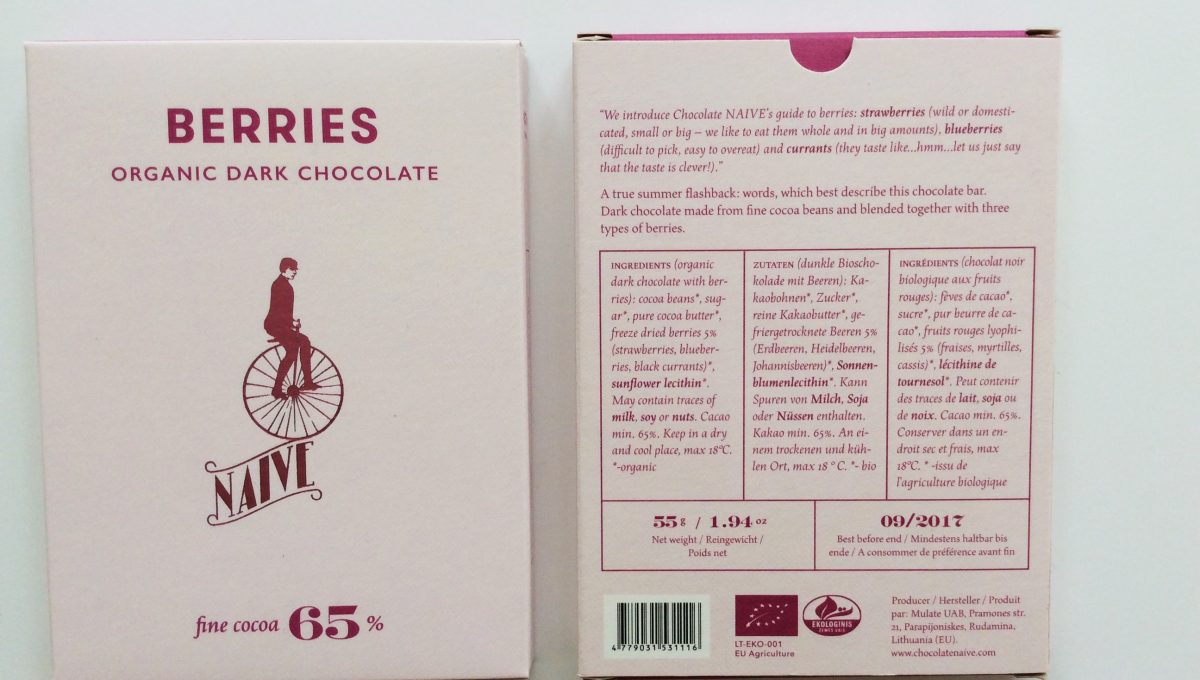 BERRIES
ORGANIC DARK CHOCOLATE
NAIVE
fine cocoa 65%
“We introduce Chocolate NAIVE’s guide to berries: strawberries (wild or domesti-
cated, small or big – we like to eat them whole and in big amounts), blueberries
(difficult to pick, easy to overeat) and currants (they taste like...hmm...let us just say
that the taste is clever!).”
A true summer flashback: words, which best describe this chocolate bar.
Dark chocolate made from fine cocoa beans and blended together with three
types of berries.
INGREDIENTS (organic
dark chocolate with ber-
ries): cocoa beans*, sug-
ar*, pure cocoa butter*,
freeze dried berries 5%
(strawberries, blueber-
ries, black currants)*,
sunflower lecithin*.
May contain traces of
milk, soy or nuts. Cacao
min. 65%. Keep in a dry
and cool place, max 18°C.
*-organic
ZUTATEN (dunkle Bioscho-
kolade mit Beeren): Ka-
kaobohnen*, Zucker*,
reine Kakaobutter*, ge-
friergetrocknete Beeren 5%
(Erdbeeren, Heidelbeeren,
Johannisbeeren)*, Sonnen-
blumenlecithin*. Kann
Spuren von Milch, Soja
oder Nüssen enthalten.
Kakao min. 65%. An ei-
nem trockenen und küh-
len Ort, max 18 ° C. *- bio
INGRÉDIENTS (chocolat noir
biologique aux fruits
rouges): fèves de cacao*,
sucre*, pur beurre de ca-
cao*, fruits rouges lyophi-
lisés 5% (fraises, myrtilles,
cassis)*, lécithine de
tournesol*. Peut contenir
des traces de lait, soja ou
de noix. Cacao min. 65%.
Conserver dans un en-
droit sec et frais, max
18°C. * -issu de
l'agriculture biologique
55g / 1.94 oz
Net weight / Reingewicht /
Poids net
09/2017
Best before end / Mindestens haltbar bis
ende / A consommer de préférence avant fin
4 779031 531116
LT-EKO-001
EU Agriculture
EKOLOGINIS
ŽEMĖS ŪKIS
Producer / Hersteller / Produit
par: Mulate UAB, Pramones str.
21, Parapijoniskes, Rudamina,
Lithuania (EU).
www.chocolatenaive.com